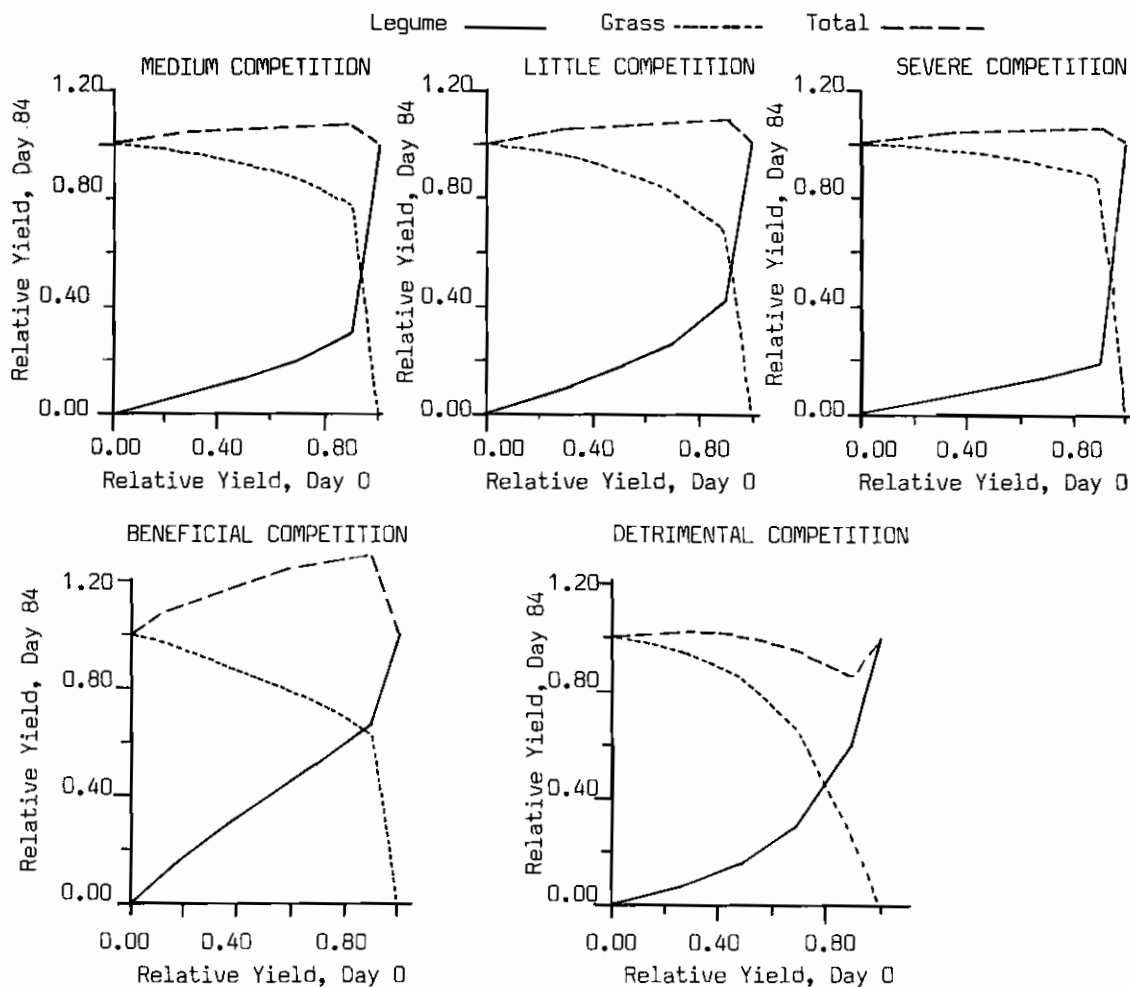 Legume Grass Total
MEDIUM COMPETITION
1.20
0.80
0.40
0.00
Relative Yield, Day 84
0.00 0.40 0.80
Relative Yield, Day 0
LITTLE COMPETITION
1.20
0.80
0.40
0.00
Relative Yield, Day 84
0.00 0.40 0.80
Relative Yield, Day 0
SEVERE COMPETITION
1.20
0.80
0.40
0.00
Relative Yield, Day 84
0.00 0.40 0.80
Relative Yield, Day 0
BENEFICIAL COMPETITION
1.20
0.80
0.40
0.00
Relative Yield, Day 84
0.00 0.40 0.80
Relative Yield, Day 0
DETRIMENTAL COMPETITION
1.20
0.80
0.40
0.00
Relative Yield, Day 84
0.00 0.40 0.80
Relative Yield, Day 0